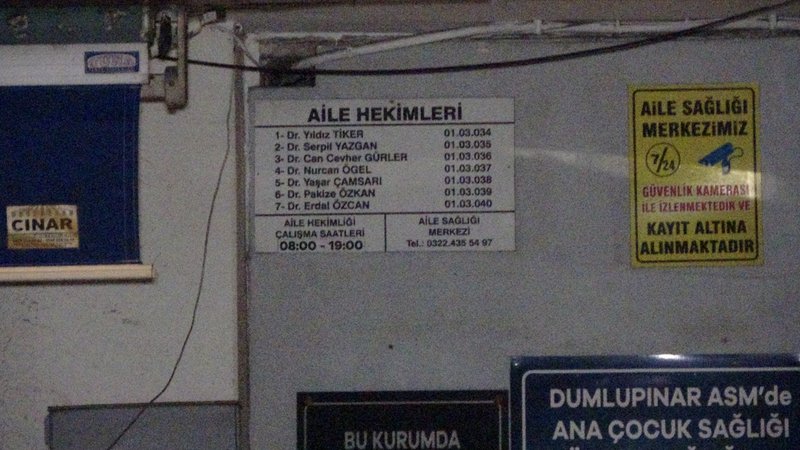 AİLE HEKİMLERİ
1- Dr. Yıldız TİKER 01.03.034
2- Dr. Serpil YAZGAN 01.03.035
3- Dr. Can Cevher GÜRLER 01.03.036
4- Dr. Nurcan ÖGEL 01.03.037
5- Dr. Yaşar ÇAMSARI 01.03.038
6- Dr. Pakize ÖZKAN 01.03.039
7- Dr. Erdal ÖZCAN 01.03.040
AİLE HEKİMLİĞİ
ÇALIŞMA SAATLERİ
08:00 - 19:00
AİLE SAĞLIĞI
MERKEZİ
Tel.: 0322.435 54 97
AİLE SAĞLIĞI
MERKEZİMİZ
7/24
GÜVENLİK KAMERASI
İLE İZLENMEKTEDİR VE
KAYIT ALTINA
ALINMAKTADIR
ÇINAR
BU KURUMDA
DUMLUPINAR ASM'de
ANA ÇOCUK SAĞLIĞI